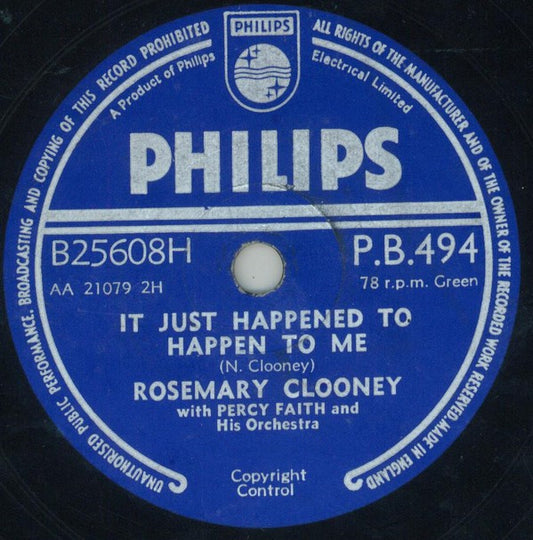 UNAUTHORISED PUBLIC PERFORMANCE, BROADCASTING AND COPYING OF THIS RECORD PROHIBITED
ALL RIGHTS OF THE MANUFACTURER AND OF THE OWNER OF THE RECORDED WORK RESERVED. MADE IN ENGLAND
PHILIPS
A Product of Philips Electrical Limited
PHILIPS
B25608H P.B.494
AA 21079 2H 78 r.p.m. Green
IT JUST HAPPENED TO
HAPPEN TO ME
(N. Clooney)
ROSEMARY CLOONEY
with PERCY FAITH and
His Orchestra
Copyright
Control